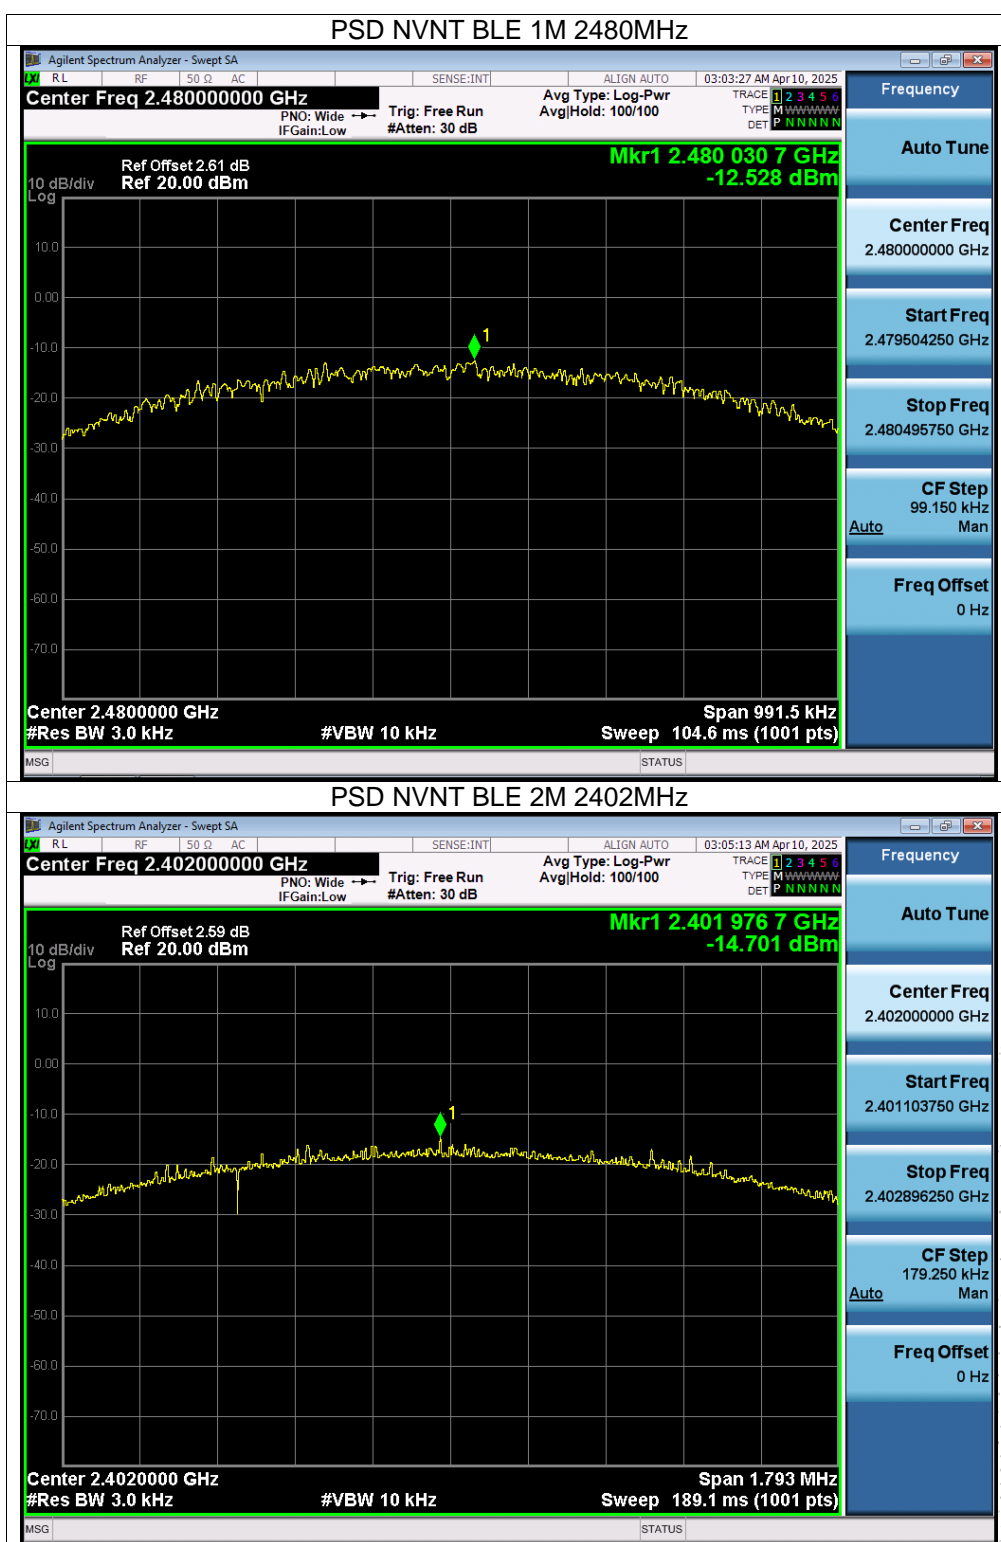 PSD NVNT BLE 1M 2480MHz
Agilent Spectrum Analyzer - Swept SA
LXI RL RF 50 Ω AC SENSE:INT ALIGN AUTO 03:03:27 AM Apr 10, 2025
Center Freq 2.480000000 GHz
PNO: Wide
IFGain:Low
Trig: Free Run
#Atten: 30 dB
Avg Type: Log-Pwr
Avg|Hold: 100/100
TRACE 1 2 3 4 5 6
TYPE M WWWWW
DET P N N N N N
Frequency
Auto Tune
Center Freq
2.480000000 GHz
Start Freq
2.479504250 GHz
Stop Freq
2.480495750 GHz
CF Step
99.150 kHz
Auto Man
Freq Offset
0 Hz
Mkr1 2.480 030 7 GHz
-12.528 dBm
Ref Offset 2.61 dB
10 dB/div Ref 20.00 dBm
Log
10.0
0.00
-10.0
-20.0
-30.0
-40.0
-50.0
-60.0
-70.0
1
Center 2.4800000 GHz Span 991.5 kHz
#Res BW 3.0 kHz #VBW 10 kHz Sweep 104.6 ms (1001 pts)
MSG STATUS
PSD NVNT BLE 2M 2402MHz
Agilent Spectrum Analyzer - Swept SA
LXI RL RF 50 Ω AC SENSE:INT ALIGN AUTO 03:05:13 AM Apr 10, 2025
Center Freq 2.402000000 GHz
PNO: Wide
IFGain:Low
Trig: Free Run
#Atten: 30 dB
Avg Type: Log-Pwr
Avg|Hold: 100/100
TRACE 1 2 3 4 5 6
TYPE M WWWWW
DET P N N N N N
Frequency
Auto Tune
Center Freq
2.402000000 GHz
Start Freq
2.401103750 GHz
Stop Freq
2.402896250 GHz
CF Step
179.250 kHz
Auto Man
Freq Offset
0 Hz
Mkr1 2.401 976 7 GHz
-14.701 dBm
Ref Offset 2.59 dB
10 dB/div Ref 20.00 dBm
Log
10.0
0.00
-10.0
-20.0
-30.0
-40.0
-50.0
-60.0
-70.0
1
Center 2.4020000 GHz Span 1.793 MHz
#Res BW 3.0 kHz #VBW 10 kHz Sweep 189.1 ms (1001 pts)
MSG STATUS